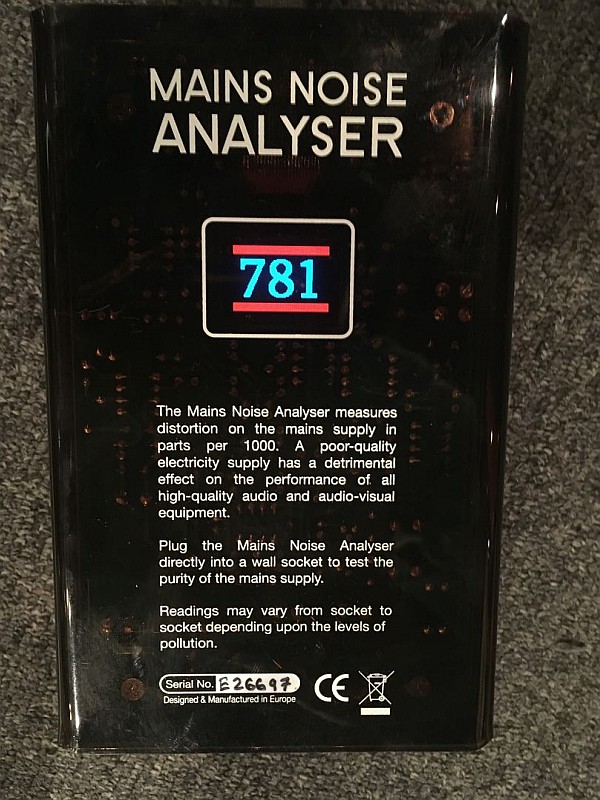 MAINS NOISE
ANALYSER
781
The Mains Noise Analyser measures
distortion on the mains supply in
parts per 1000. A poor-quality
electricity supply has a detrimental
effect on the performance of all
high-quality audio and audio-visual
equipment.
Plug the Mains Noise Analyser
directly into a wall socket to test the
purity of the mains supply.
Readings may vary from socket to
socket depending upon the levels of
pollution.
Serial No. E26697
CE
Designed & Manufactured in Europe